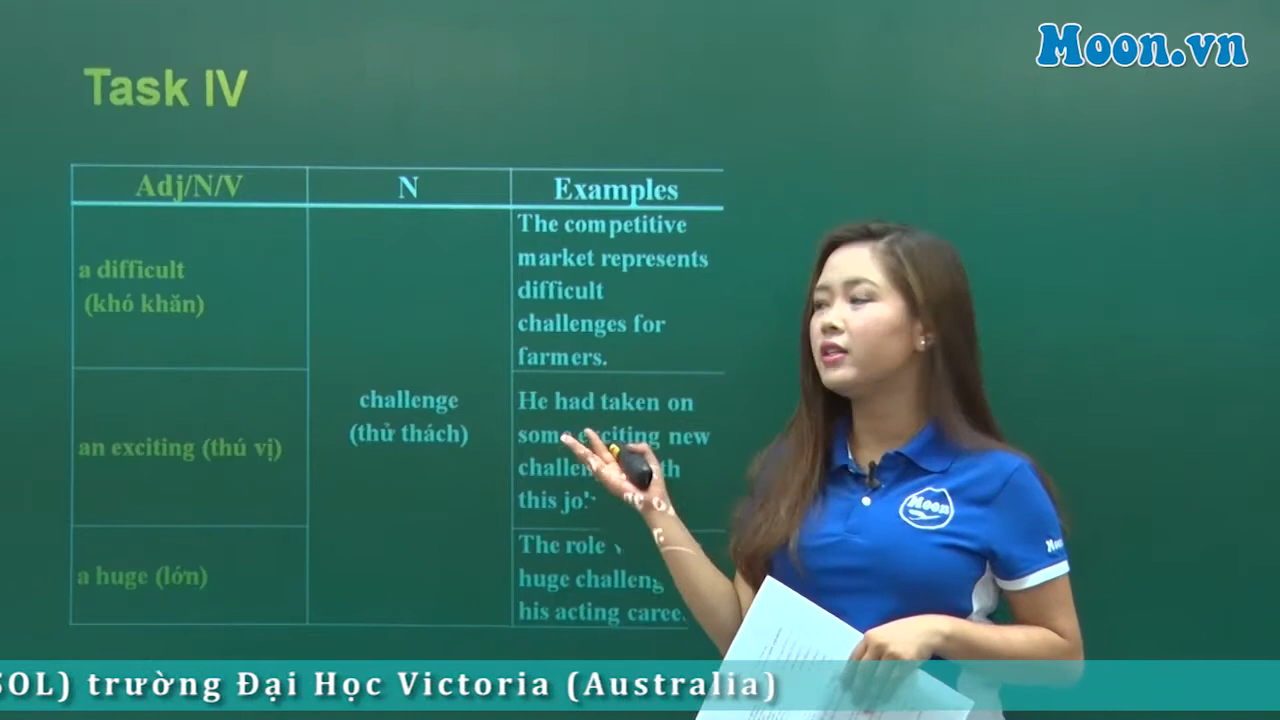 Moon.vn
Task IV
Adj/N/V
N
Examples
a difficult
(khó khăn)
The competitive
market represents
difficult
challenges for
farmers.
an exciting (thú vị)
challenge
(thử thách)
He had taken on
some exciting new
this
a huge (lớn)
The role
huge
his acting
Moon
SOL) trường Đại Học Victoria (Australia)